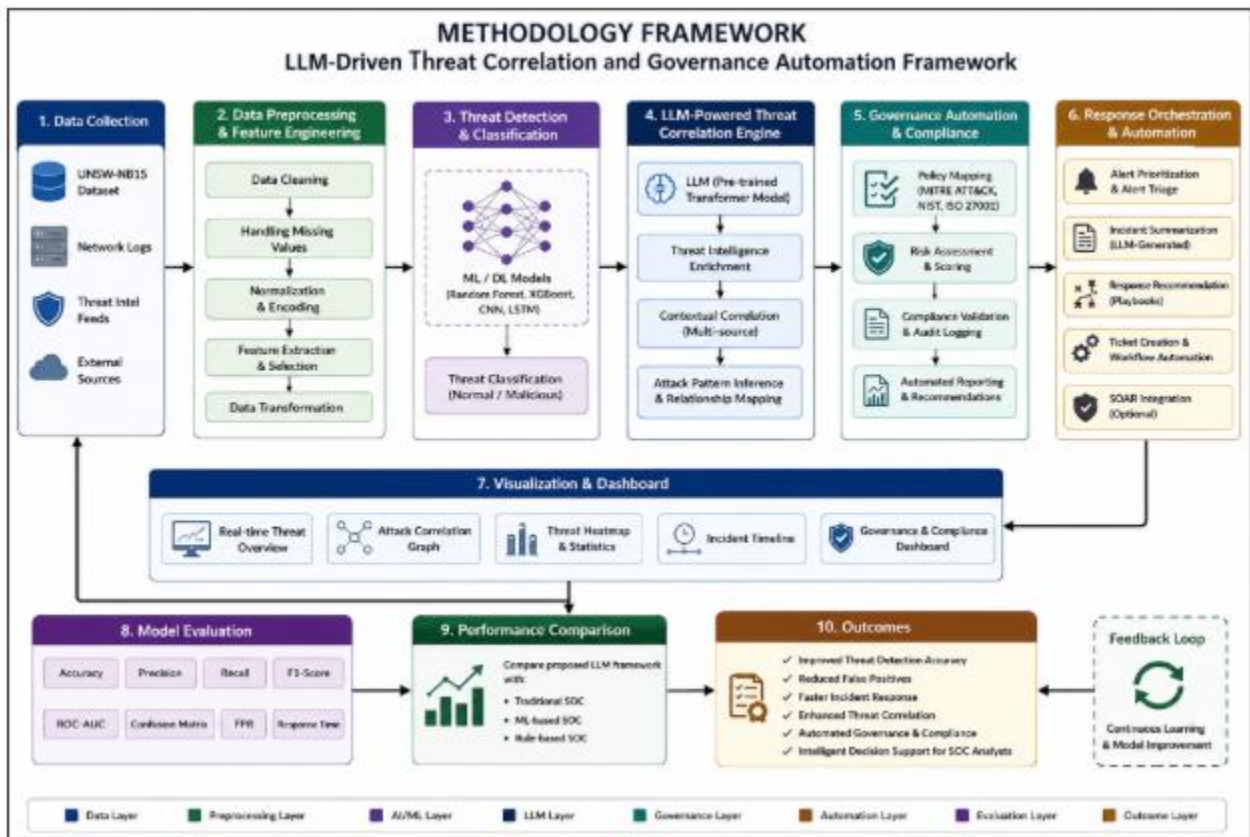 METHODOLOGY FRAMEWORK
LLM-Driven Threat Correlation and Governance Automation Framework
1. Data Collection
UNSW-NB15
Dataset
Network Logs
Threat Intel
Feeds
External
Sources
2. Data Preprocessing
& Feature Engineering
Data Cleaning
Handling Missing
Values
Normalization
& Encoding
Feature Extraction
& Selection
Data Transformation
3. Threat Detection
& Classification
ML / DL Models
(Random Forest, XGBoost,
CNN, LSTM)
Threat Classification
(Normal / Malicious)
4. LLM-Powered Threat
Correlation Engine
LLM (Pre-trained
Transformer Model)
Threat Intelligence
Enrichment
Contextual Correlation
(Multi-source)
Attack Pattern Inference
& Relationship Mapping
5. Governance Automation
& Compliance
Policy Mapping
(MITRE ATT&CK,
NIST, ISO 27001)
Risk Assessment
& Scoring
Compliance Validation
& Audit Logging
Automated Reporting
& Recommendations
6. Response Orchestration
& Automation
Alert Prioritization
& Alert Triage
Incident Summarization
(LLM-Generated)
Response Recommendation
(Playbooks)
Ticket Creation &
Workflow Automation
SOAR Integration
(Optional)
7. Visualization & Dashboard
Real-time Threat
Overview
Attack Correlation
Graph
Threat Heatmap
& Statistics
Incident Timeline
Governance & Compliance
Dashboard
8. Model Evaluation
Accuracy
Precision
Recall
F1-Score
ROC-AUC
Confusion Matrix
FPR
Response Time
9. Performance Comparison
Compare proposed LLM framework
with:
• Traditional SOC
• ML-based SOC
• Rule-based SOC
10. Outcomes
✓ Improved Threat Detection Accuracy
✓ Reduced False Positives
✓ Faster Incident Response
✓ Enhanced Threat Correlation
✓ Automated Governance & Compliance
✓ Intelligent Decision Support for SOC Analysts
Feedback Loop
Continuous Learning
& Model Improvement
Data Layer
Preprocessing Layer
AI/ML Layer
LLM Layer
Governance Layer
Automation Layer
Evaluation Layer
Outcome Layer